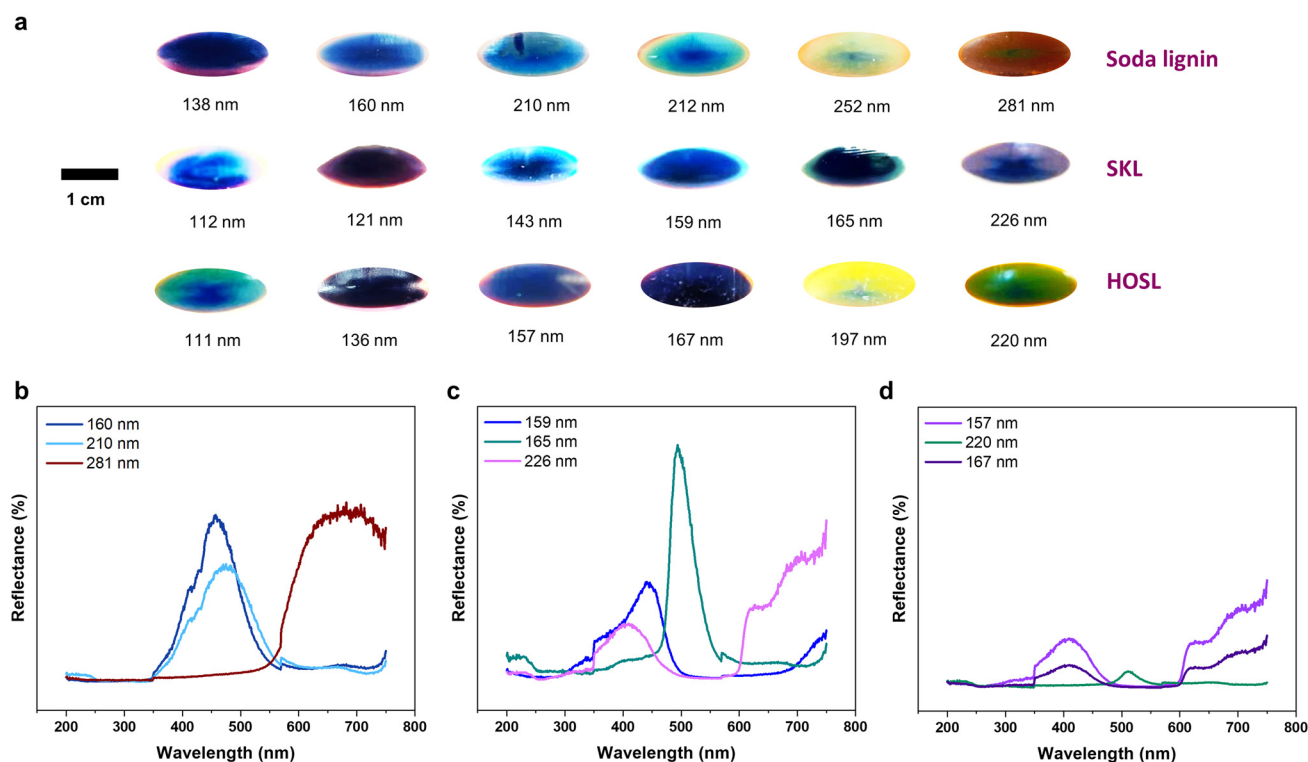 a
Soda lignin
138 nm 160 nm 210 nm 212 nm 252 nm 281 nm
SKL
1 cm
112 nm 121 nm 143 nm 159 nm 165 nm 226 nm
HOSL
111 nm 136 nm 157 nm 167 nm 197 nm 220 nm
b
160 nm
210 nm
281 nm
Reflectance (%)
200 300 400 500 600 700 800
Wavelength (nm)
c
159 nm
165 nm
226 nm
Reflectance (%)
200 300 400 500 600 700 800
Wavelength (nm)
d
157 nm
220 nm
167 nm
Reflectance (%)
200 300 400 500 600 700 800
Wavelength (nm)